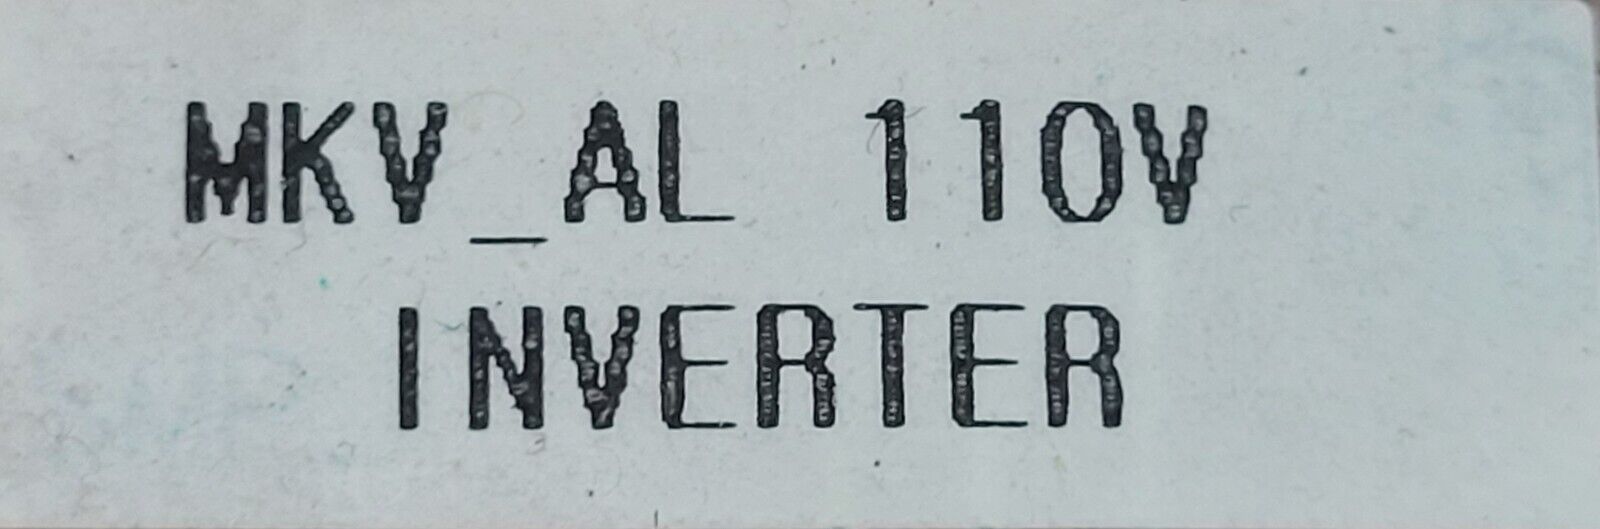 MKV_AL 110V
INVERTER